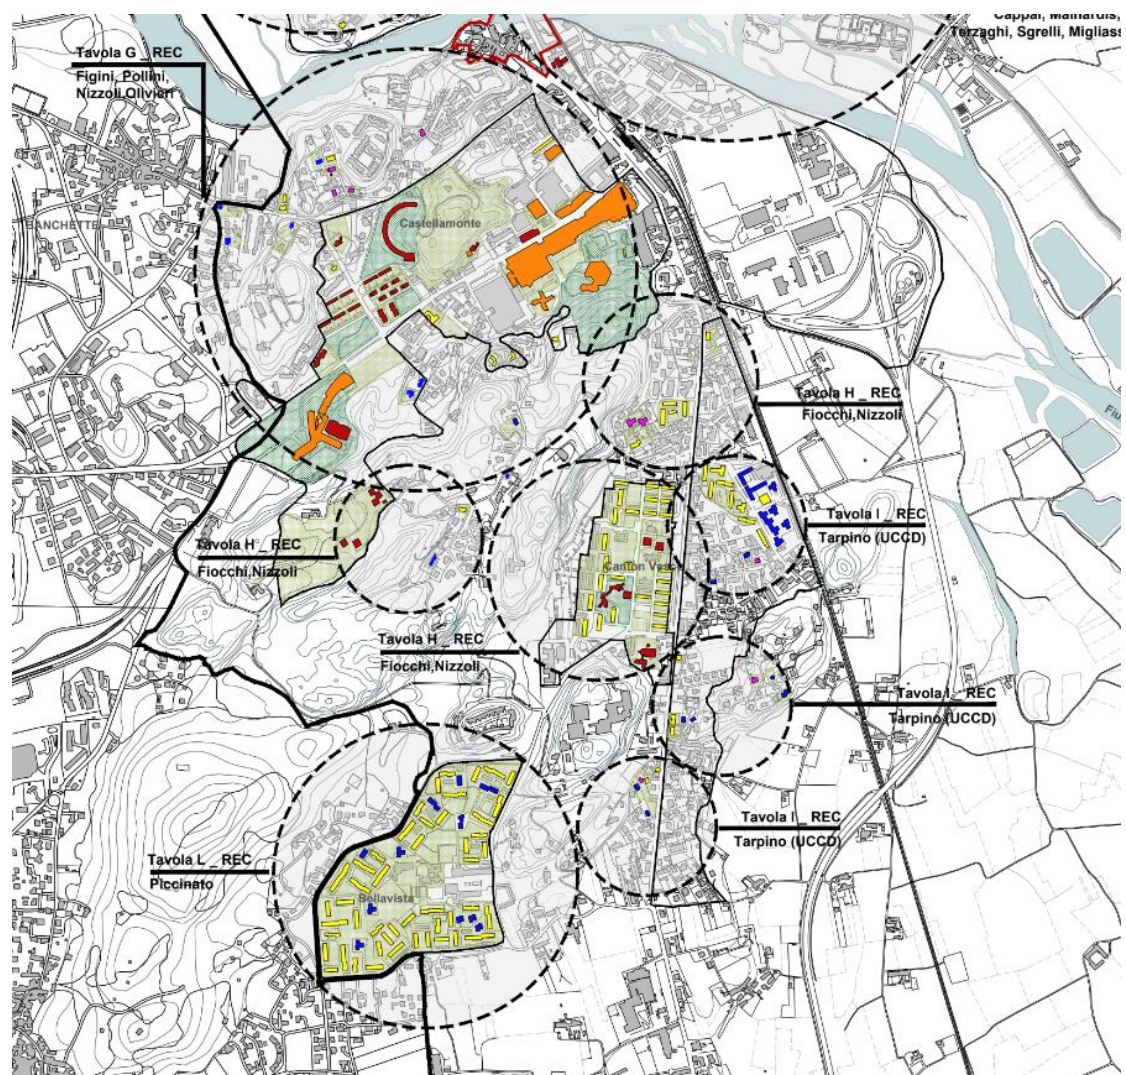 Cappai, Mainardis,
Terzaghi, Sgrelli, Migliass
Tavola G _ REC
Figini, Pollini,
Nizzoli,Olivieri
BANCHETTE
Castellamonte
Tavola H _ REC
Fiocchi,Nizzoli
Fiu
Tavola I _ REC
Tarpino (UCCD)
Tavola H _ REC
Fiocchi,Nizzoli
Canton Vesc
Tavola H _ REC
Fiocchi,Nizzoli
Tavola I _ REC
Tarpino (UCCD)
Tavola I _ REC
Tarpino (UCCD)
Tavola L _ REC
Piccinato
Bellavista